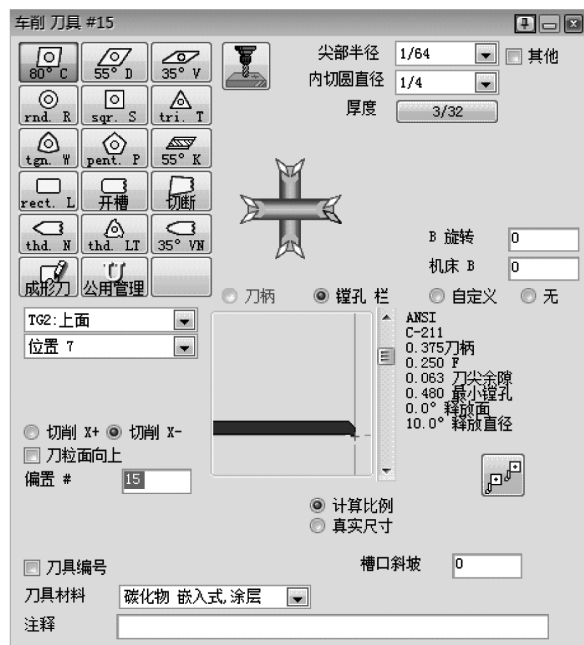 车削 刀具 #15
80° C
55° D
35° V
rnd. R
sqr. S
tri. T
tgn. W
pent. P
55° K
rect. L
开槽
切断
thd. N
thd. LT
35° VN
成形刀
公用管理
尖部半径 1/64 其他
内切圆直径 1/4
厚度 3/32
B 旋转 0
机床 B 0
刀柄 镗孔 栏 自定义 无
TG2:上面
位置 7
ANSI
C-211
0.375刀柄
0.250 F
0.063 刀尖余隙
0.480 最小镗孔
0.0° 释放面
10.0° 释放直径
切削 X+ 切削 X-
刀粒面向上
偏置 # 15
计算比例
真实尺寸
刀具编号
槽口斜坡 0
刀具材料 碳化物 嵌入式,涂层
注释